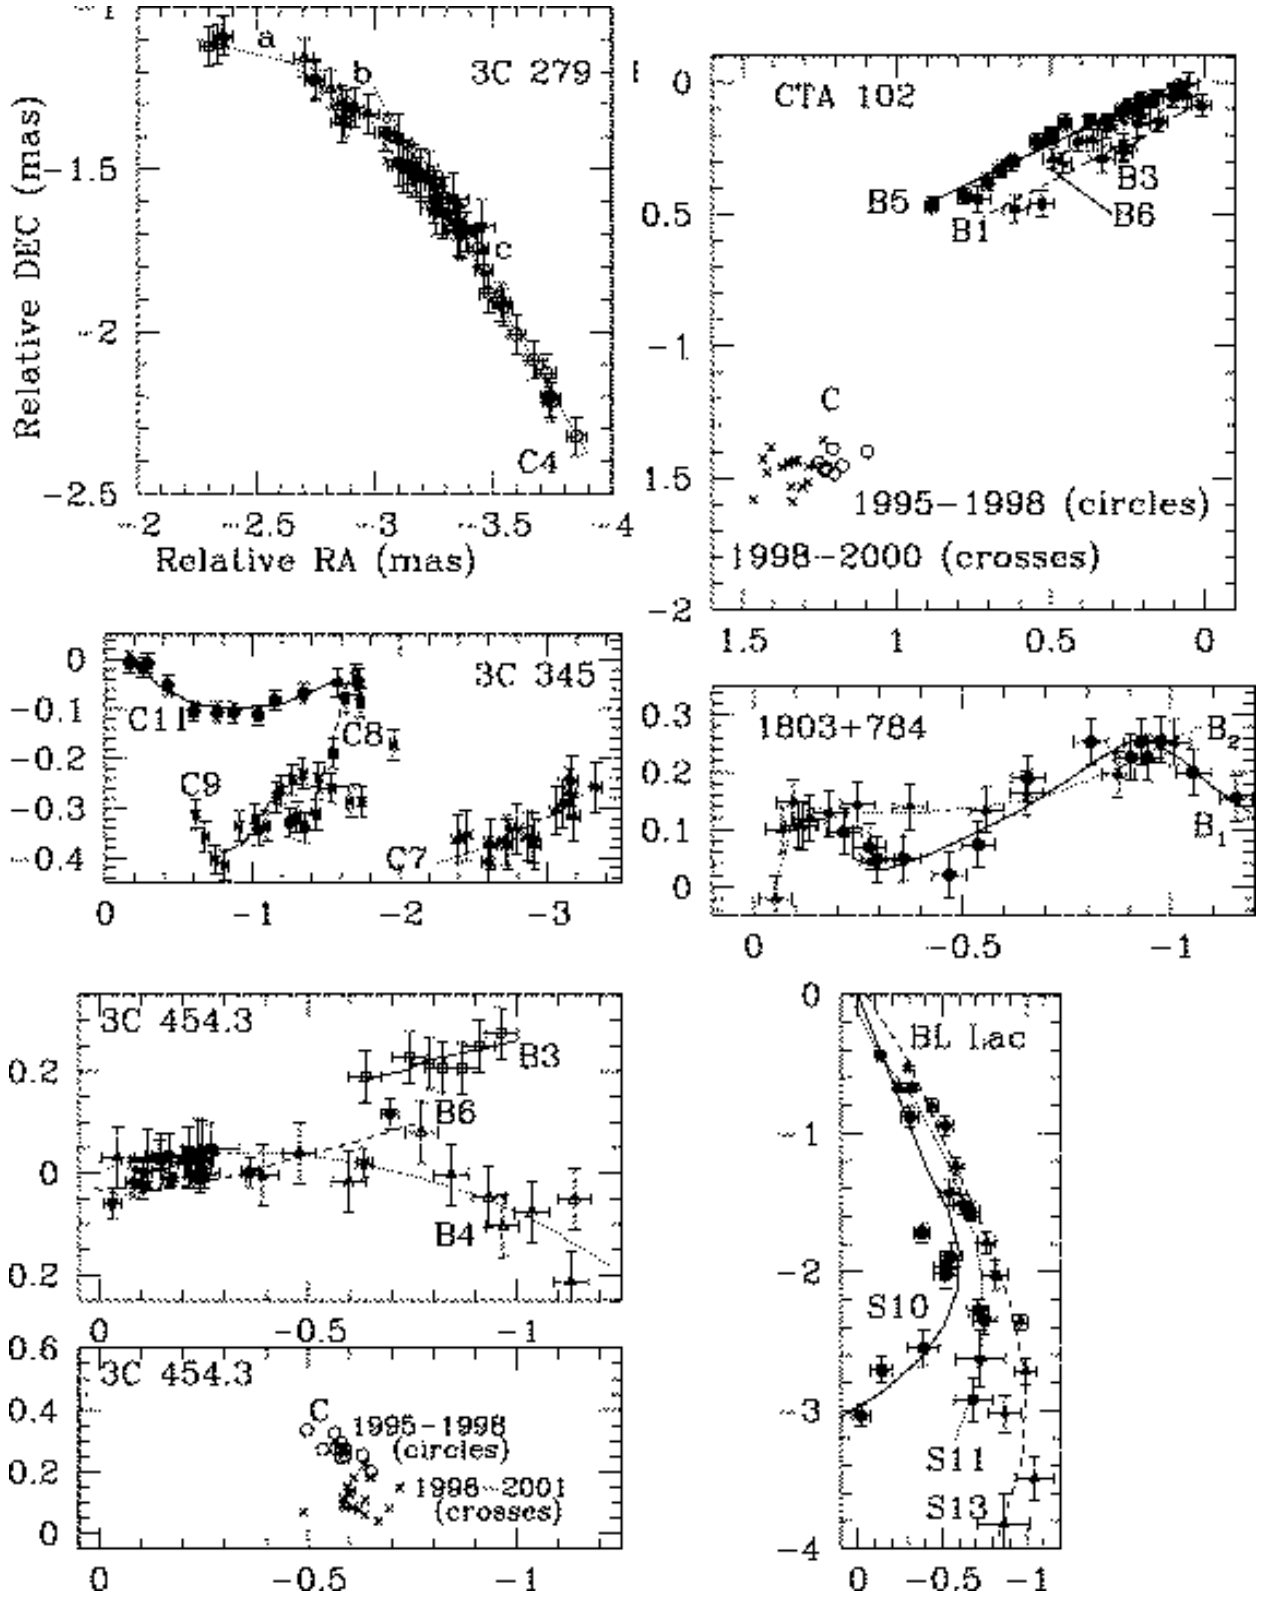 -1
a
b
3C 279
-1.5
c
-2
C4
-2.5
-2 -2.5 -3 -3.5 -4
Relative RA (mas)
Relative DEC (mas)
0
CTA 102
B5
B3
B1
B6
0.5
-1
C
1.5
1995-1998 (circles)
1998-2000 (crosses)
-2
1.5 1 0.5 0
0
3C 345
-0.1
C11
C8
-0.2
C9
-0.3
C7
-0.4
0 -1 -2 -3
0.3
1803+784
B2
0.2
B1
0.1
0
0 -0.5 -1
3C 454.3
0.2
B3
B6
0
B4
0.2
0 -0.5 -1
0.6
3C 454.3
C
0.4
1995-1998
(circles)
0.2
1998-2001
(crosses)
0
0 -0.5 -1
0
BL Lac
-1
-2
S10
-3
S11
S13
-4
0 -0.5 -1